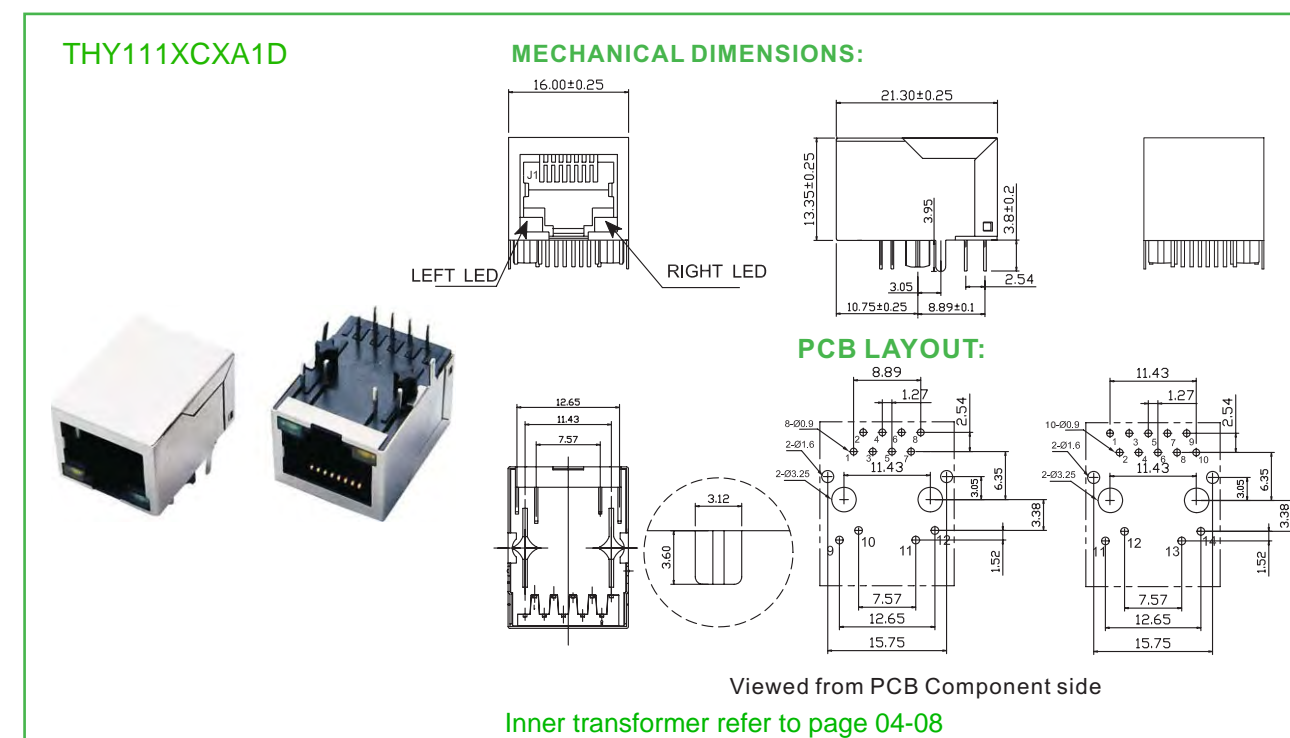 THY111XCXA1D
MECHANICAL DIMENSIONS:
16.00±0.25
J1
LEFT LED
RIGHT LED
21.30±0.25
13.35±0.25
3.95
3.8±0.2
3.05
2.54
10.75±0.25
8.89±0.1
PCB LAYOUT:
12.65
11.43
7.57
3.12
3.60
8.89
1.27
2.54
8-Ø0.9
2-Ø1.6
2-Ø3.25
2 4 6 8
1 3 5 7
11.43
6.35
3.05
3.38
9
10
11
12
1.52
7.57
12.65
15.75
11.43
1.27
2.54
10-Ø0.9
2-Ø1.6
2-Ø3.25
1 3 5 7 9
2 4 6 8 10
11.43
6.35
3.05
3.38
11
12
13
14
1.52
7.57
12.65
15.75
Viewed from PCB Component side
Inner transformer refer to page 04-08